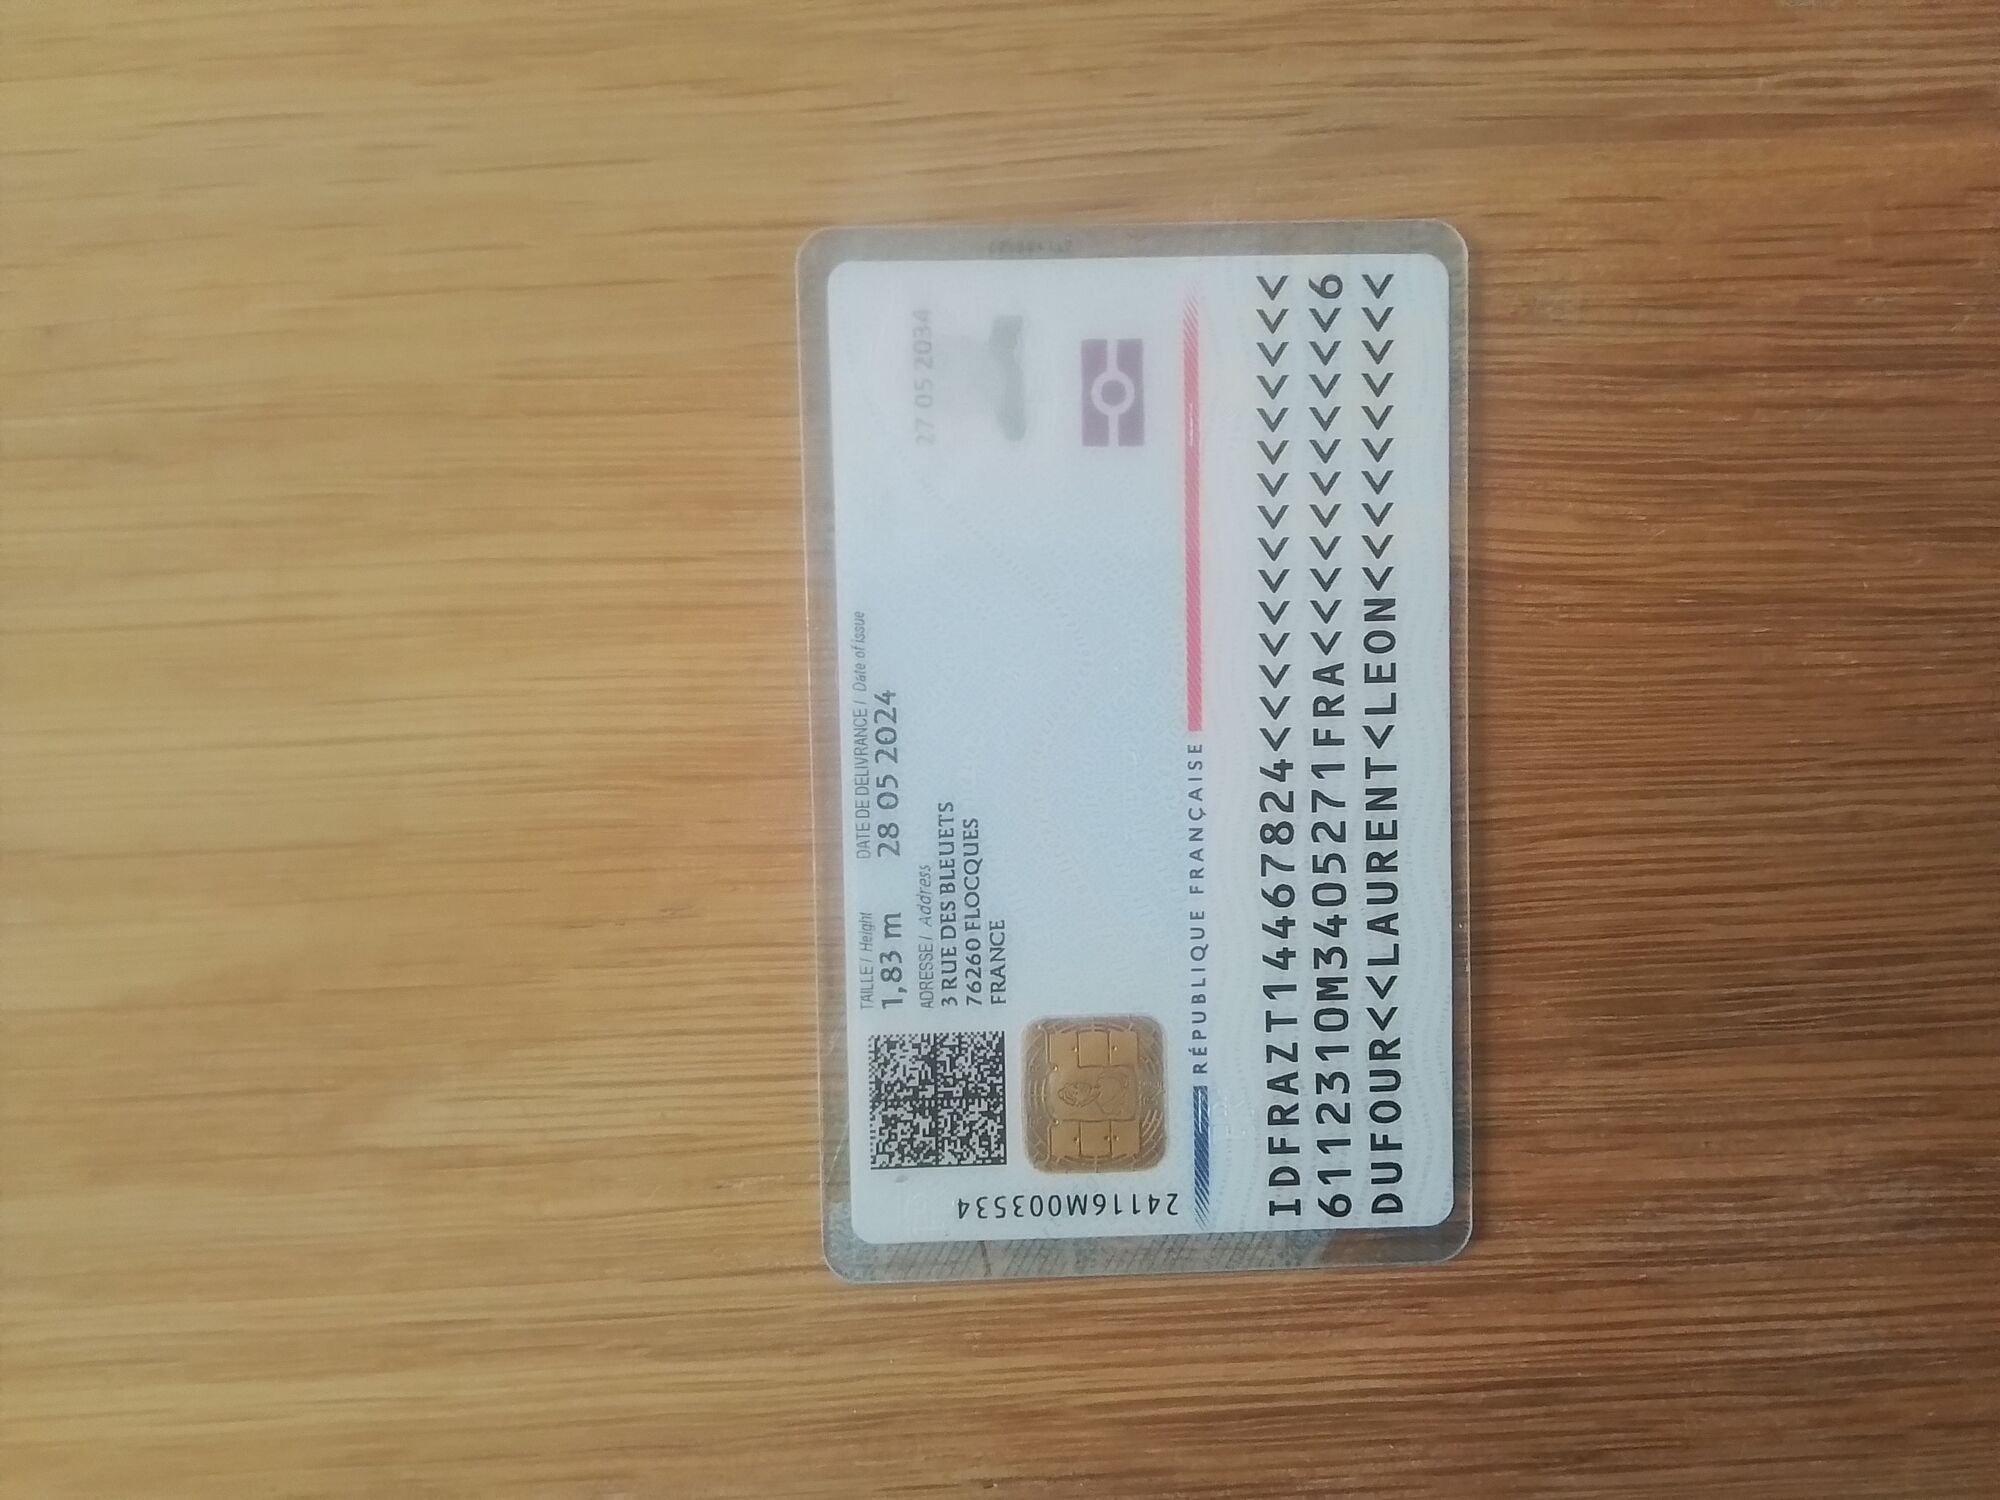 TAILLE / Height DATE DE DÉLIVRANCE / Date of issue
1,83 m 28 05 2024
ADRESSE / Address
3 RUE DES BLEUETS
76260 FLOCQUES
FRANCE
27 05 2034
24116M003534
RÉPUBLIQUE FRANÇAISE
IDFRAZT14467824<<<<<<<<<<<<<<<
6112310M3405271FRA<<<<<<<<<<<6
DUFOUR<<LAURENT<LEON<<<<<<<<<<